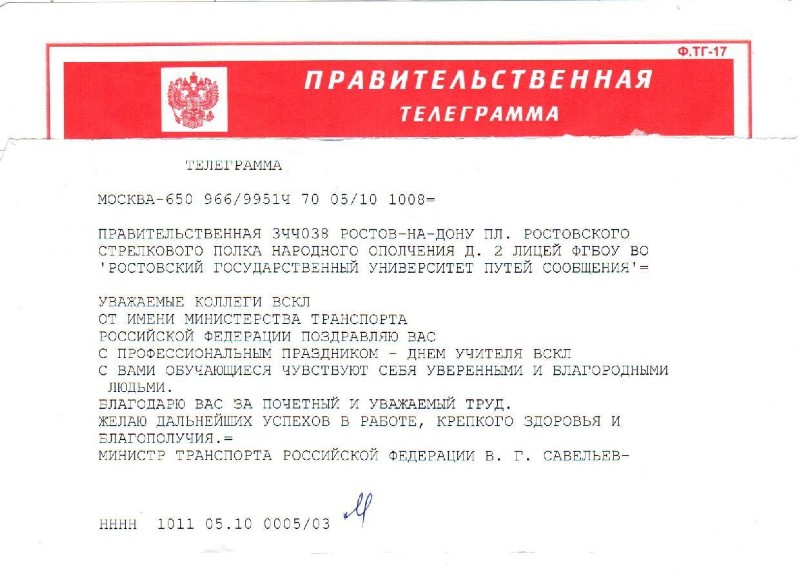 Ф.ТГ-17
ПРАВИТЕЛЬСТВЕННАЯ
ТЕЛЕГРАММА
ТЕЛЕГРАММА
МОСКВА-650 966/9951Ч 70 05/10 1008=
ПРАВИТЕЛЬСТВЕННАЯ 3ЧЧ038 РОСТОВ-НА-ДОНУ ПЛ. РОСТОВСКОГО
СТРЕЛКОВОГО ПОЛКА НАРОДНОГО ОПОЛЧЕНИЯ Д. 2 ЛИЦЕЙ ФГБОУ ВО
'РОСТОВСКИЙ ГОСУДАРСТВЕННЫЙ УНИВЕРСИТЕТ ПУТЕЙ СООБЩЕНИЯ'=
УВАЖАЕМЫЕ КОЛЛЕГИ ВСКЛ
ОТ ИМЕНИ МИНИСТЕРСТВА ТРАНСПОРТА
РОССИЙСКОЙ ФЕДЕРАЦИИ ПОЗДРАВЛЯЮ ВАС
С ПРОФЕССИОНАЛЬНЫМ ПРАЗДНИКОМ - ДНЕМ УЧИТЕЛЯ ВСКЛ
С ВАМИ ОБУЧАЮЩИЕСЯ ЧУВСТВУЮТ СЕБЯ УВЕРЕННЫМИ И БЛАГОРОДНЫМИ
ЛЮДЬМИ.
БЛАГОДАРЮ ВАС ЗА ПОЧЕТНЫЙ И УВАЖАЕМЫЙ ТРУД.
ЖЕЛАЮ ДАЛЬНЕЙШИХ УСПЕХОВ В РАБОТЕ, КРЕПКОГО ЗДОРОВЬЯ И
БЛАГОПОЛУЧИЯ.=
МИНИСТР ТРАНСПОРТА РОССИЙСКОЙ ФЕДЕРАЦИИ В. Г. САВЕЛЬЕВ-
НННН 1011 05.10 0005/03